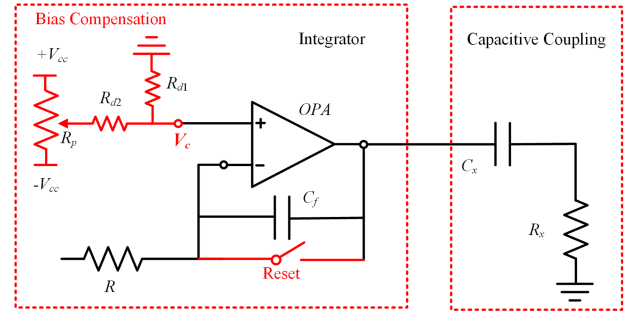 Bias Compensation
Integrator
Capacitive Coupling
+Vcc
Rd1
OPA
Rd2
+
Rp
Vc
-Vcc
−
Cx
Cf
Rx
Reset
R